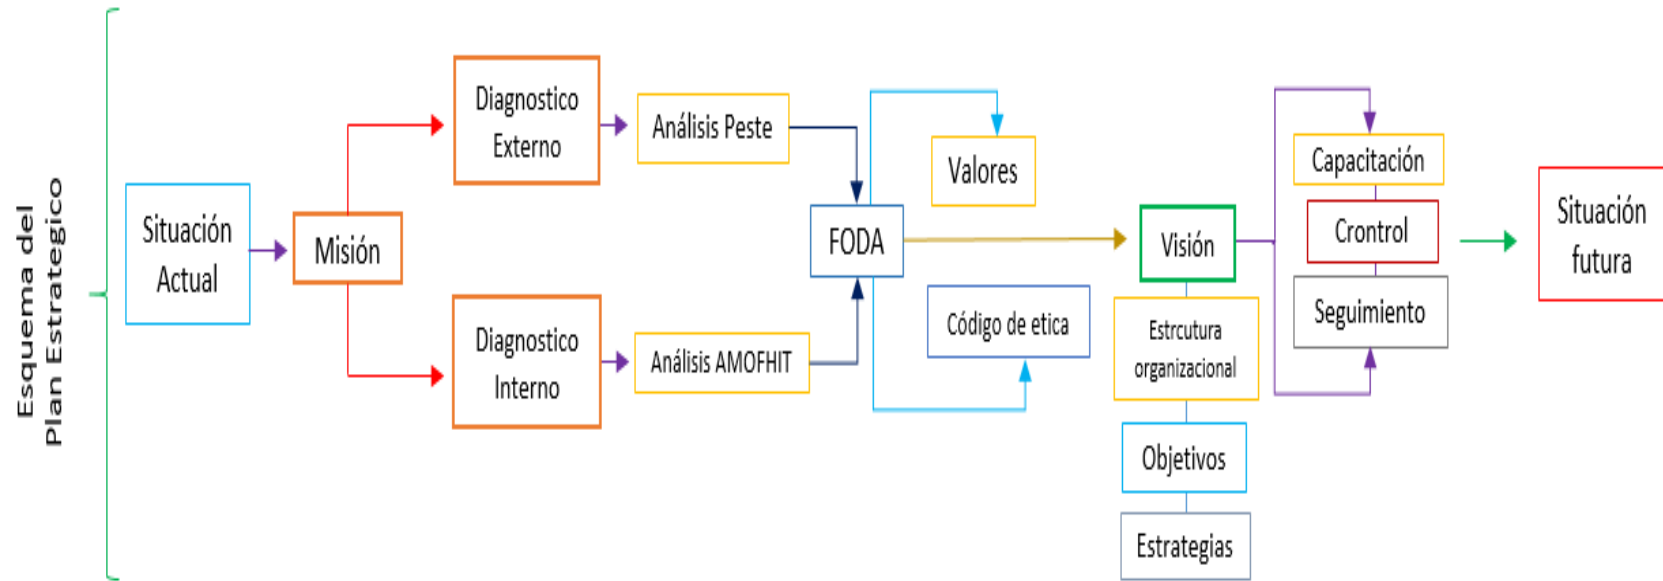 Esquema del
Plan Estrategico
Situación
Actual
Misión
Diagnostico
Externo
Análisis Peste
Diagnostico
Interno
Análisis AMOFHIT
FODA
Valores
Código de etica
Visión
Estrcutura
organizacional
Objetivos
Estrategias
Capacitación
Crontrol
Seguimiento
Situación
futura